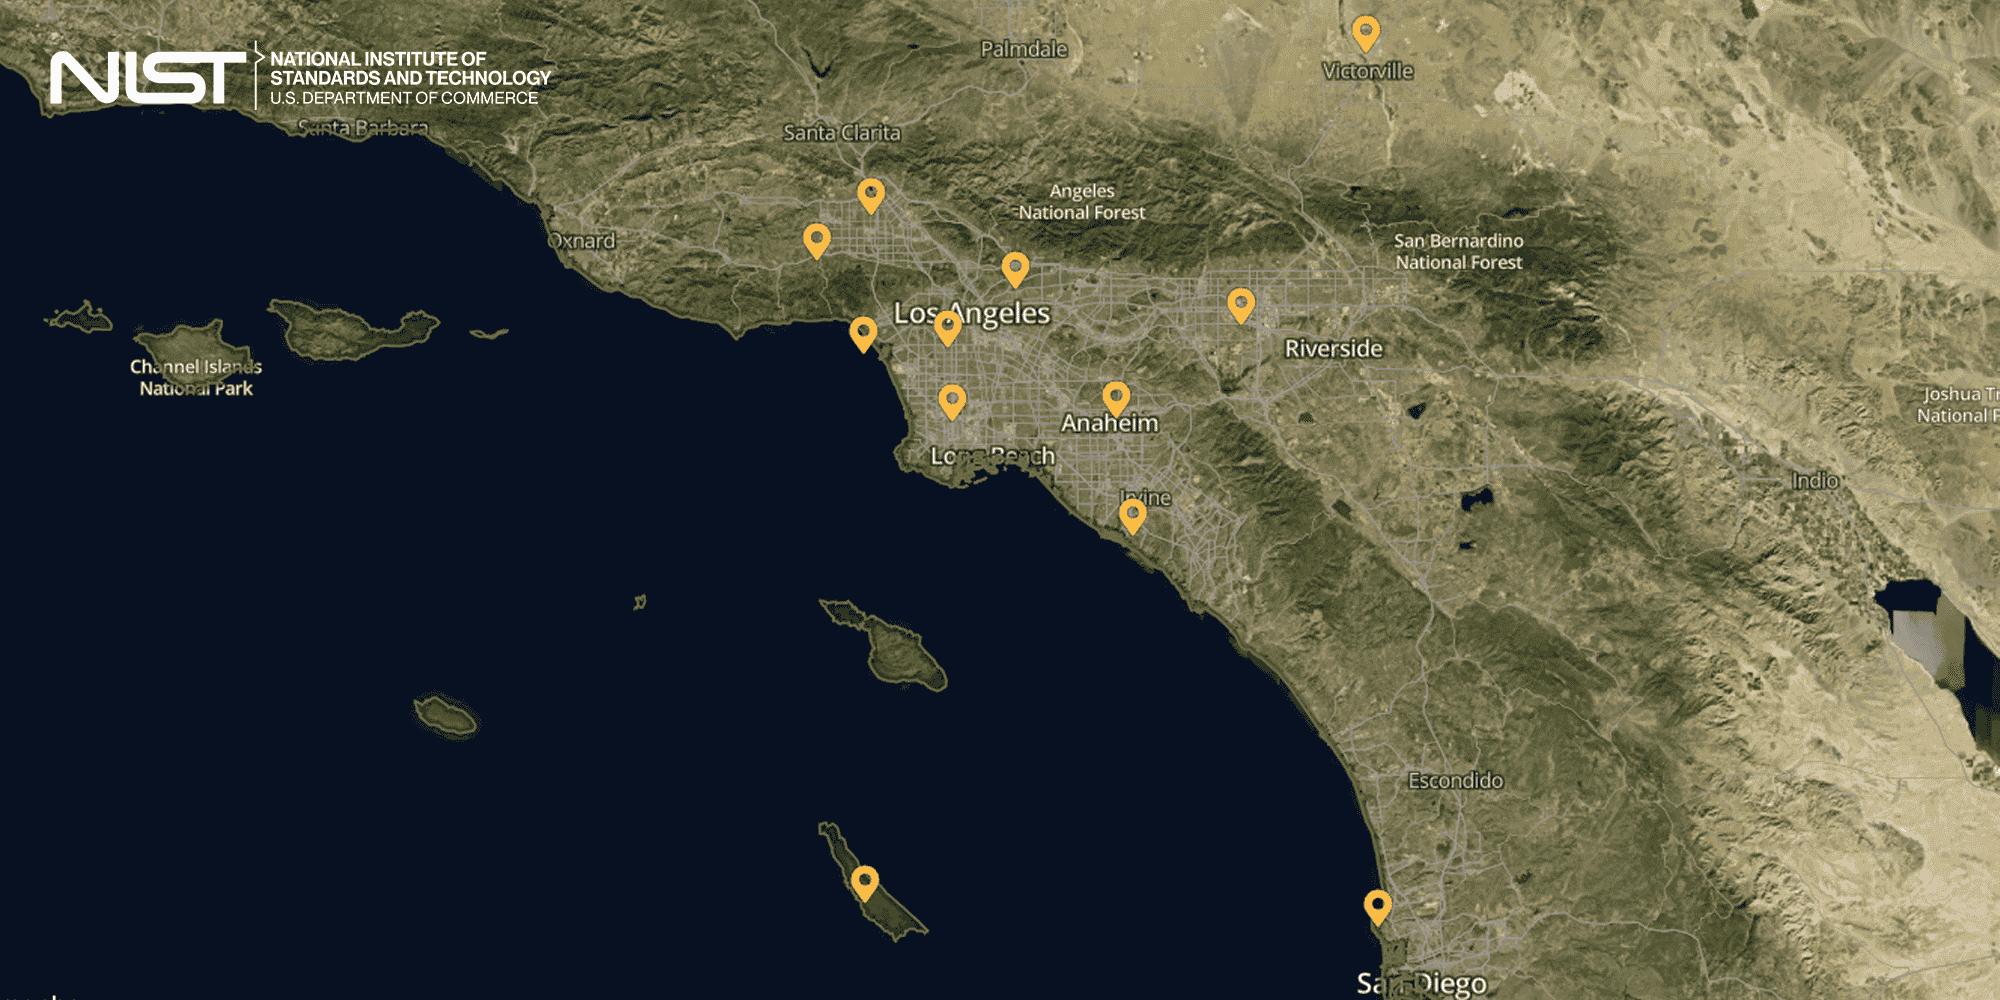 NIST
NATIONAL INSTITUTE OF
STANDARDS AND TECHNOLOGY
U.S. DEPARTMENT OF COMMERCE
Palmdale
Victorville
Santa Barbara
Santa Clarita
Angeles
National Forest
Oxnard
San Bernardino
National Forest
Los Angeles
Riverside
Channel Islands
National Park
Joshua Tr
National F
Anaheim
Long Beach
Indio
Irvine
Escondido
San Diego